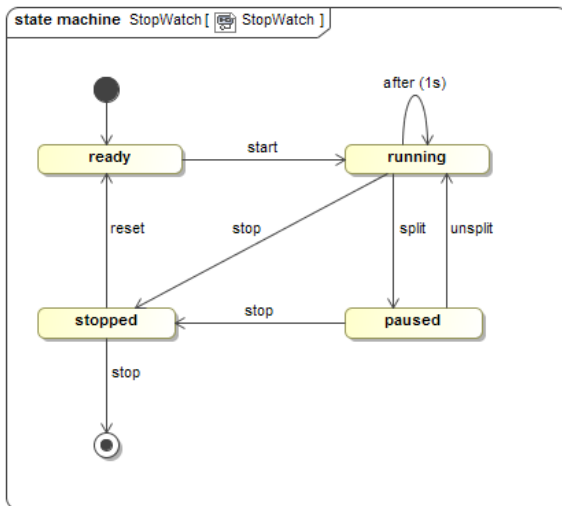 state machine StopWatch [ StopWatch ]
after (1s)
ready
start
running
reset
stop
split
unsplit
stopped
stop
paused
stop